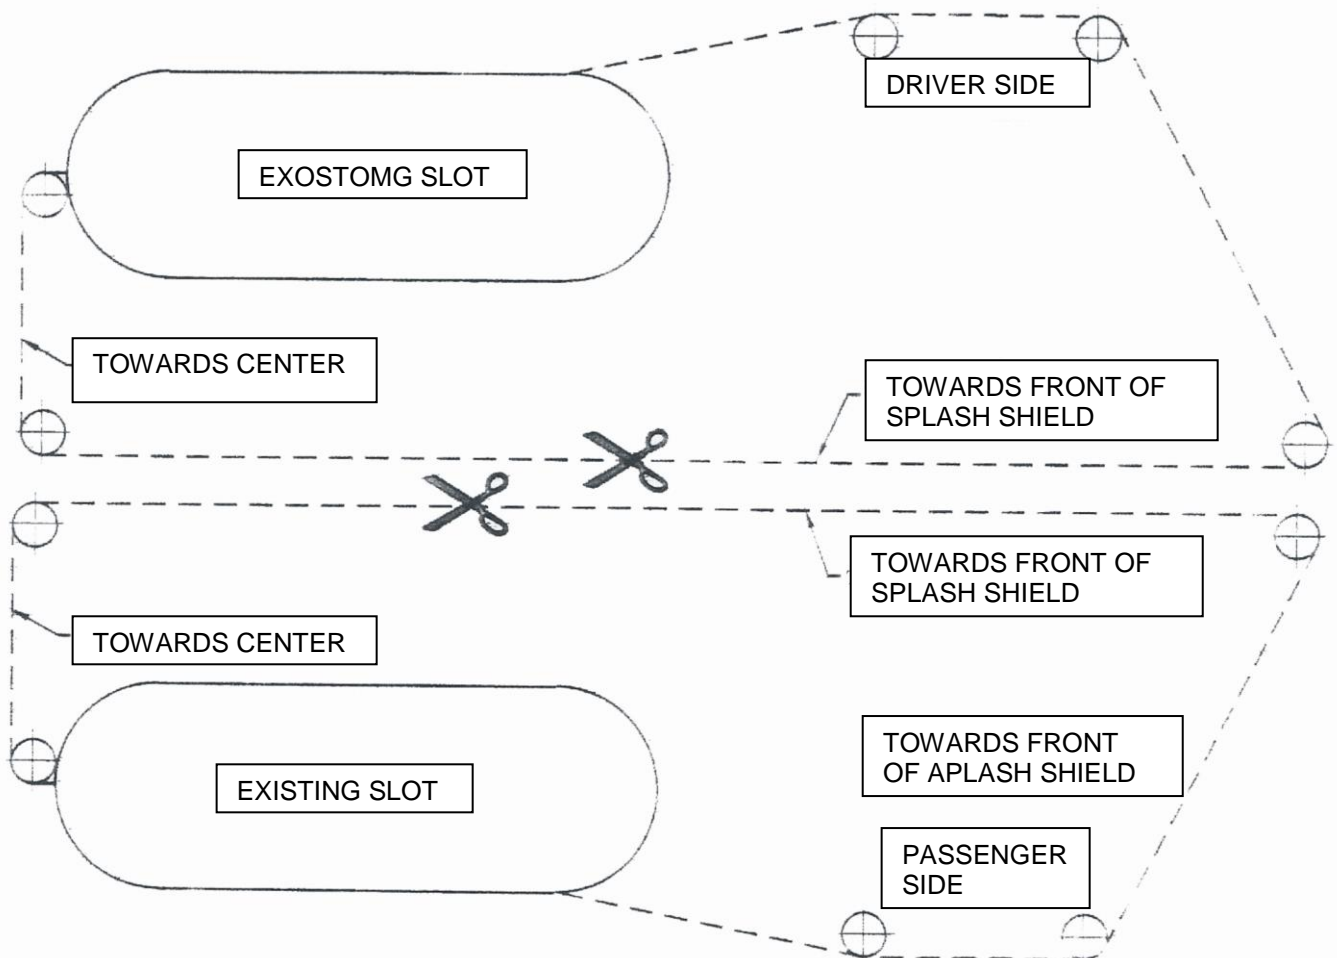 DRIVER SIDE
EXOSTOMG SLOT
TOWARDS CENTER
TOWARDS FRONT OF
SPLASH SHIELD
TOWARDS FRONT OF
SPLASH SHIELD
TOWARDS CENTER
TOWARDS FRONT
OF APLASH SHIELD
EXISTING SLOT
PASSENGER
SIDE